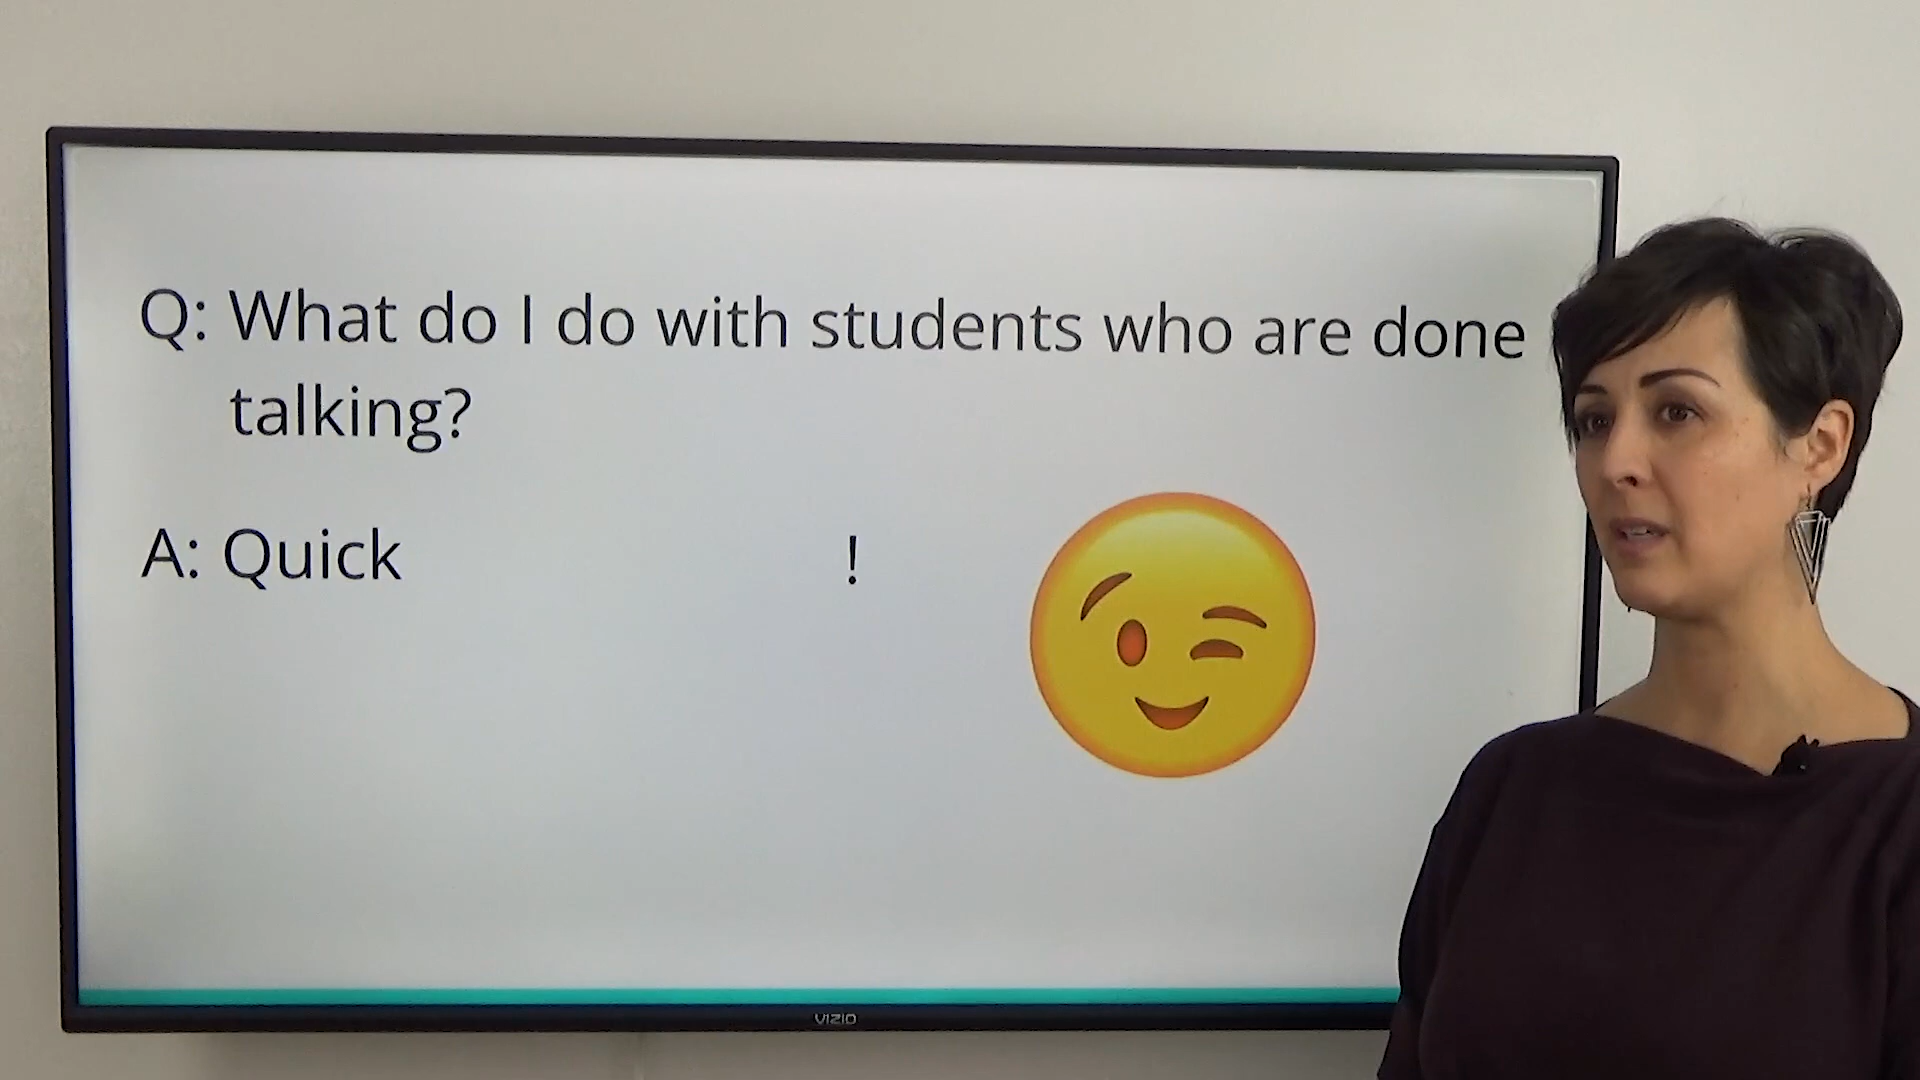 Q: What do I do with students who are done
talking?
A: Quick !
VIZIO